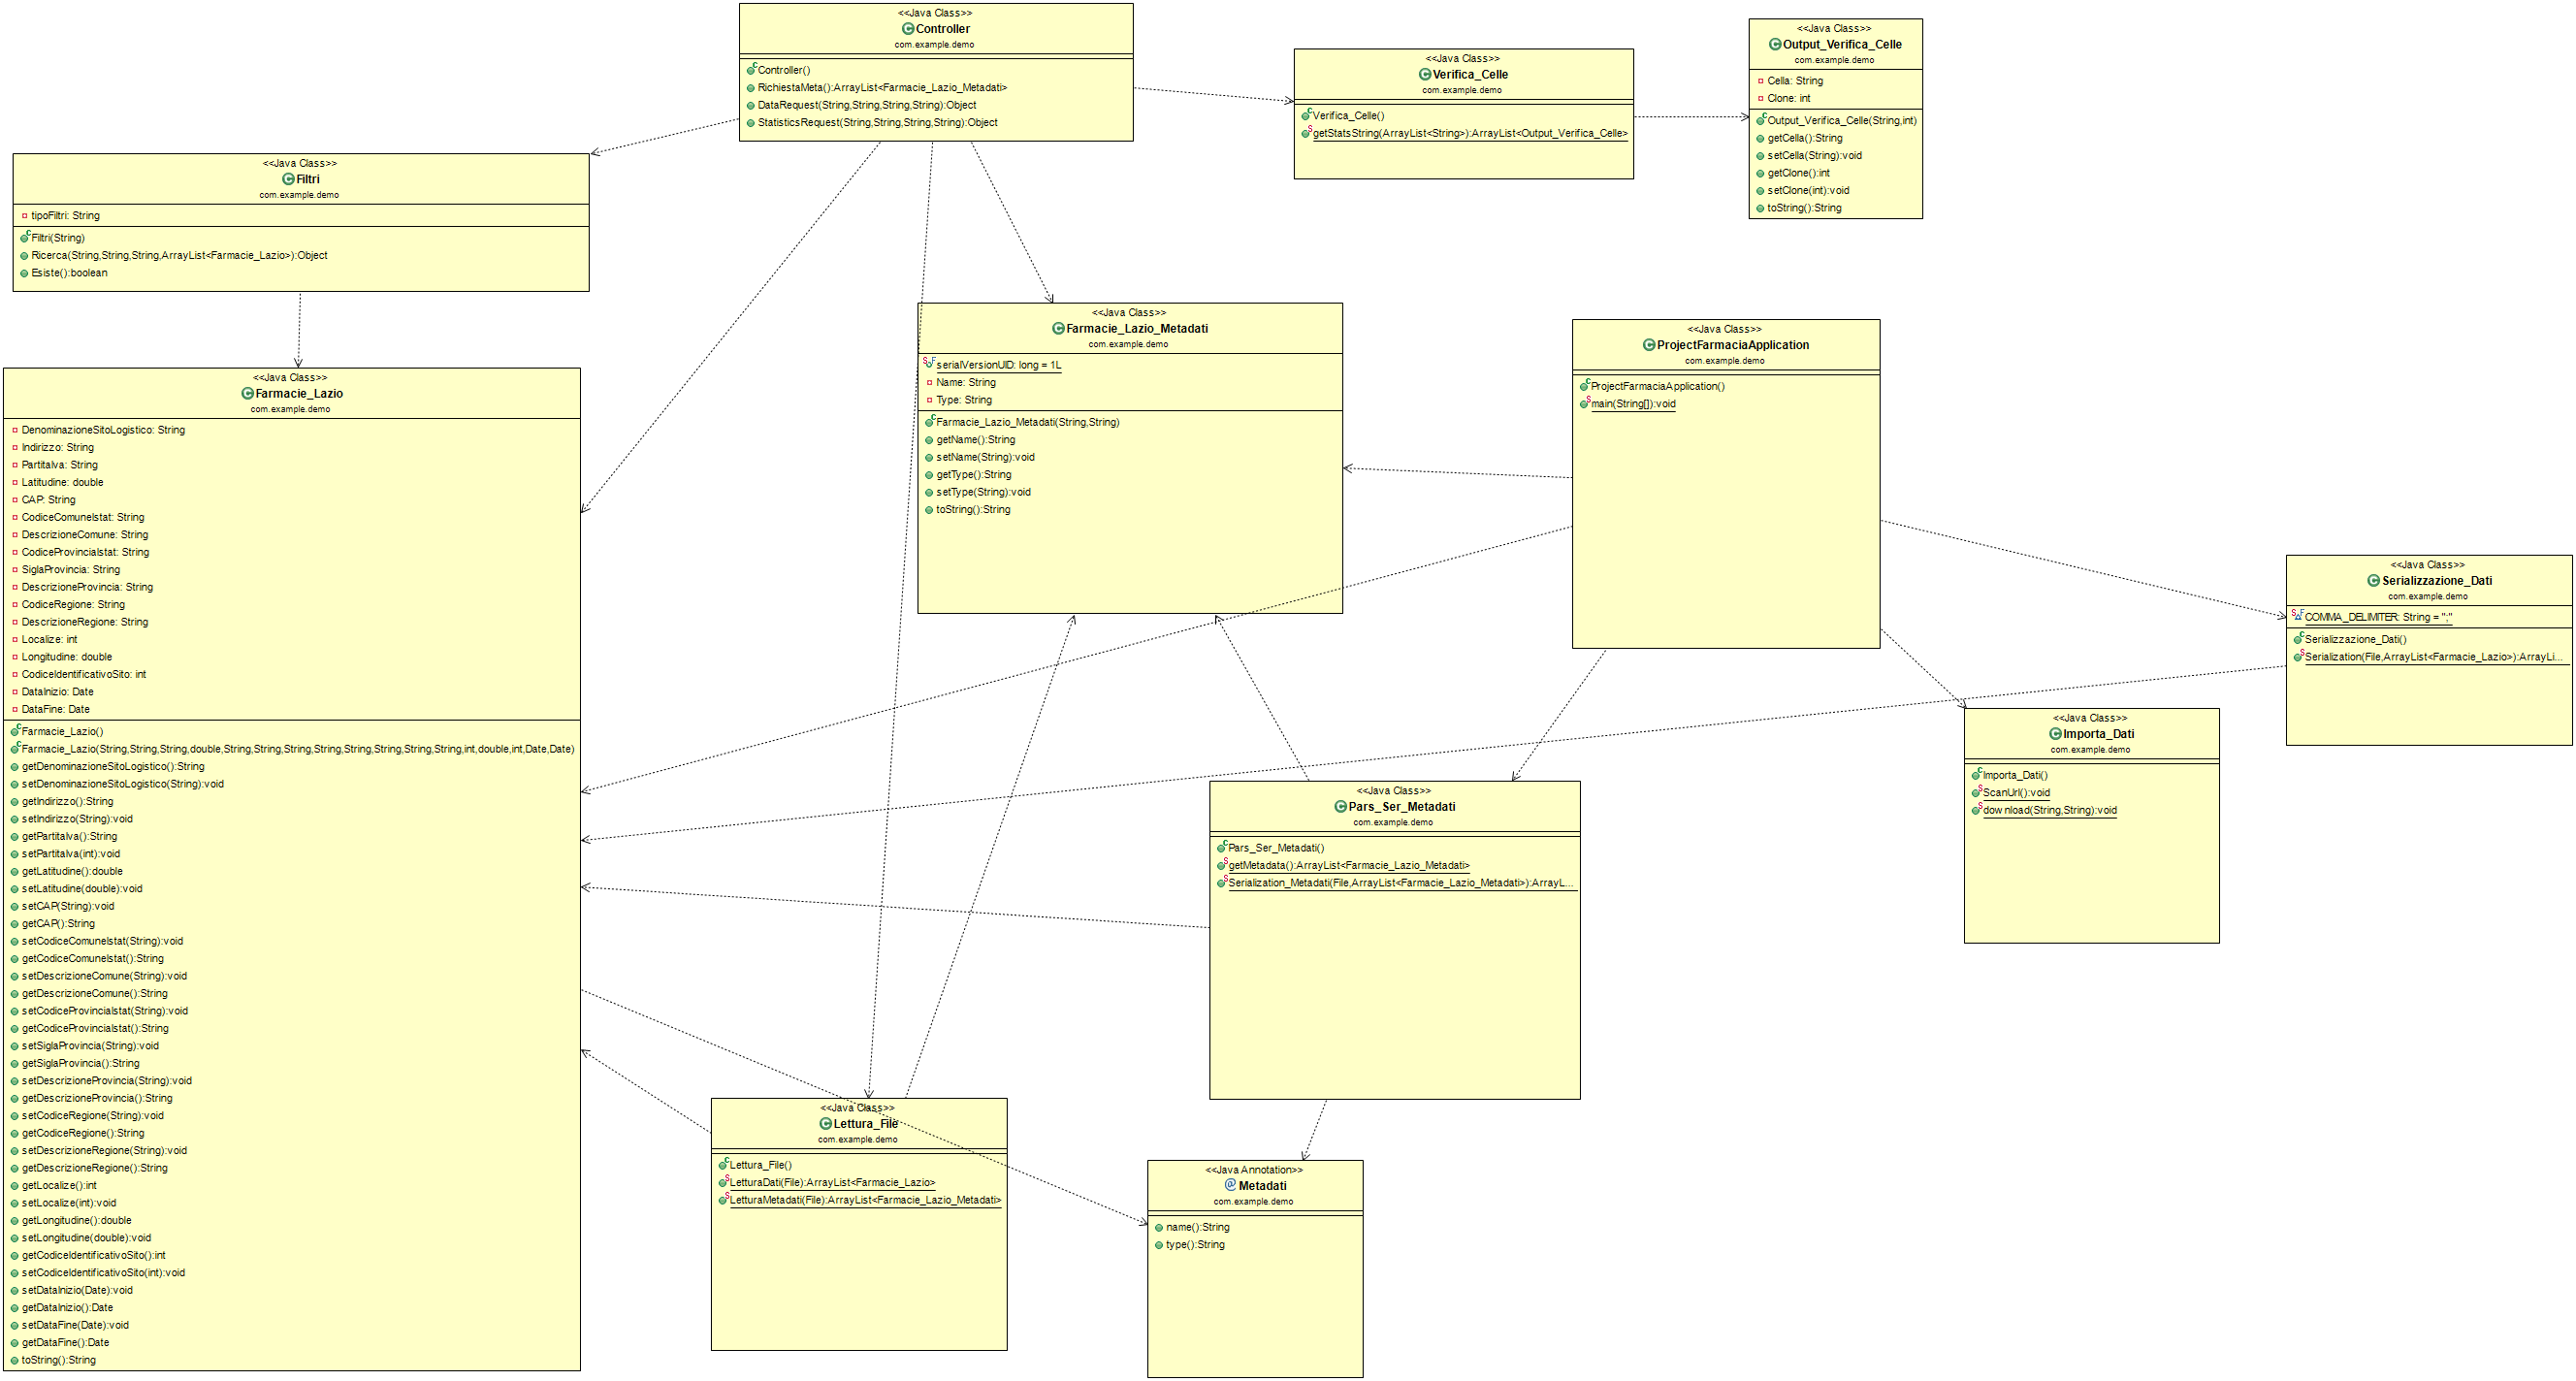 <<Java Class>>
Controller
com.example.demo
Controller()
RichiestaMeta():ArrayList<Farmacie_Lazio_Metadati>
DataRequest(String,String,String,String):Object
StatisticsRequest(String,String,String,String):Object
<<Java Class>>
Verifica_Celle
com.example.demo
Verifica_Celle()
getStatsString(ArrayList<String>):ArrayList<Output_Verifica_Celle>
<<Java Class>>
Output_Verifica_Celle
com.example.demo
Cella: String
Clone: int
Output_Verifica_Celle(String,int)
getCella():String
setCella(String):void
getClone():int
setClone(int):void
toString():String
<<Java Class>>
Filtri
com.example.demo
tipoFiltri: String
Filtri(String)
Ricerca(String,String,String,ArrayList<Farmacie_Lazio>):Object
Esiste():boolean
<<Java Class>>
Farmacie_Lazio_Metadati
com.example.demo
serialVersionUID: long = 1L
Name: String
Type: String
Farmacie_Lazio_Metadati(String,String)
getName():String
setName(String):void
getType():String
setType(String):void
toString():String
<<Java Class>>
ProjectFarmaciaApplication
com.example.demo
ProjectFarmaciaApplication()
main(String[]):void
<<Java Class>>
Farmacie_Lazio
com.example.demo
DenominazioneSitoLogistico: String
Indirizzo: String
PartitaIva: String
Latitudine: double
CAP: String
CodiceComuneIstat: String
DescrizioneComune: String
CodiceProvinciaIstat: String
SiglaProvincia: String
DescrizioneProvincia: String
CodiceRegione: String
DescrizioneRegione: String
Localize: int
Longitudine: double
CodiceIdentificativoSito: int
DataInizio: Date
DataFine: Date
Farmacie_Lazio()
Farmacie_Lazio(String,String,String,double,String,String,String,String,String,String,String,String,int,double,int,Date,Date)
getDenominazioneSitoLogistico():String
setDenominazioneSitoLogistico(String):void
getIndirizzo():String
setIndirizzo(String):void
getPartitaIva():String
setPartitaIva(int):void
getLatitudine():double
setLatitudine(double):void
setCAP(String):void
getCAP():String
setCodiceComuneIstat(String):void
getCodiceComuneIstat():String
setDescrizioneComune(String):void
getDescrizioneComune():String
setCodiceProvinciaIstat(String):void
getCodiceProvinciaIstat():String
setSiglaProvincia(String):void
getSiglaProvincia():String
setDescrizioneProvincia(String):void
getDescrizioneProvincia():String
setCodiceRegione(String):void
getCodiceRegione():String
setDescrizioneRegione(String):void
getDescrizioneRegione():String
getLocalize():int
setLocalize(int):void
getLongitudine():double
setLongitudine(double):void
getCodiceIdentificativoSito():int
setCodiceIdentificativoSito(int):void
setDataInizio(Date):void
getDataInizio():Date
setDataFine(Date):void
getDataFine():Date
toString():String
<<Java Class>>
Serializzazione_Dati
com.example.demo
COMMA_DELIMITER: String = ";"
Serializzazione_Dati()
Serialization(File,ArrayList<Farmacie_Lazio>):ArrayLi...
<<Java Class>>
Importa_Dati
com.example.demo
Importa_Dati()
ScanUrl():void
download(String,String):void
<<Java Class>>
Pars_Ser_Metadati
com.example.demo
Pars_Ser_Metadati()
getMetadata():ArrayList<Farmacie_Lazio_Metadati>
Serialization_Metadati(File,ArrayList<Farmacie_Lazio_Metadati>):ArrayL...
<<Java Class>>
Lettura_File
com.example.demo
Lettura_File()
LetturaDati(File):ArrayList<Farmacie_Lazio>
LetturaMetadati(File):ArrayList<Farmacie_Lazio_Metadati>
<<Java Annotation>>
Metadati
com.example.demo
name():String
type():String